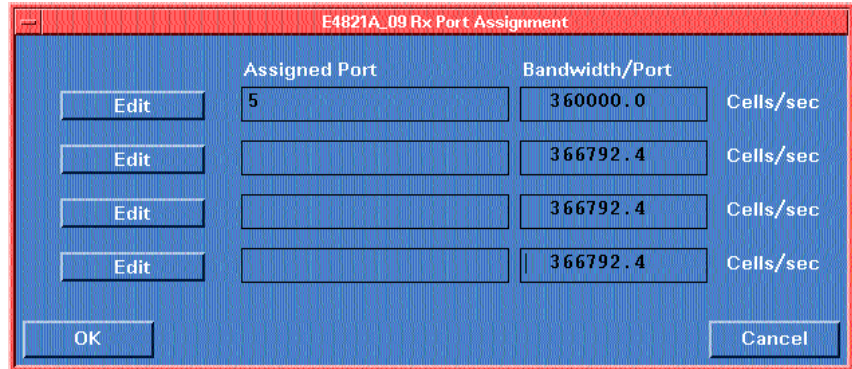 E4821A_09 Rx Port Assignment
Assigned Port Bandwidth/Port
Edit 5 360000.0 Cells/sec
Edit 366792.4 Cells/sec
Edit 366792.4 Cells/sec
Edit 366792.4 Cells/sec
OK Cancel